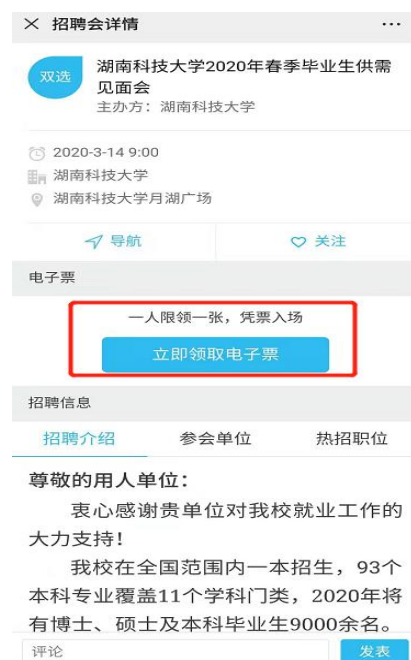 招聘会详情
双选
湖南科技大学2020年春季毕业生供需
见面会
主办方：湖南科技大学
2020-3-14 9:00
湖南科技大学
湖南科技大学月湖广场
导航
关注
电子票
一人限领一张，凭票入场
立即领取电子票
招聘信息
招聘介绍 参会单位 热招职位
尊敬的用人单位：
衷心感谢贵单位对我校就业工作的
大力支持！
我校在全国范围内一本招生，93个
本科专业覆盖11个学科门类，2020年将
有博士、硕士及本科毕业生9000余名。
评论
发表